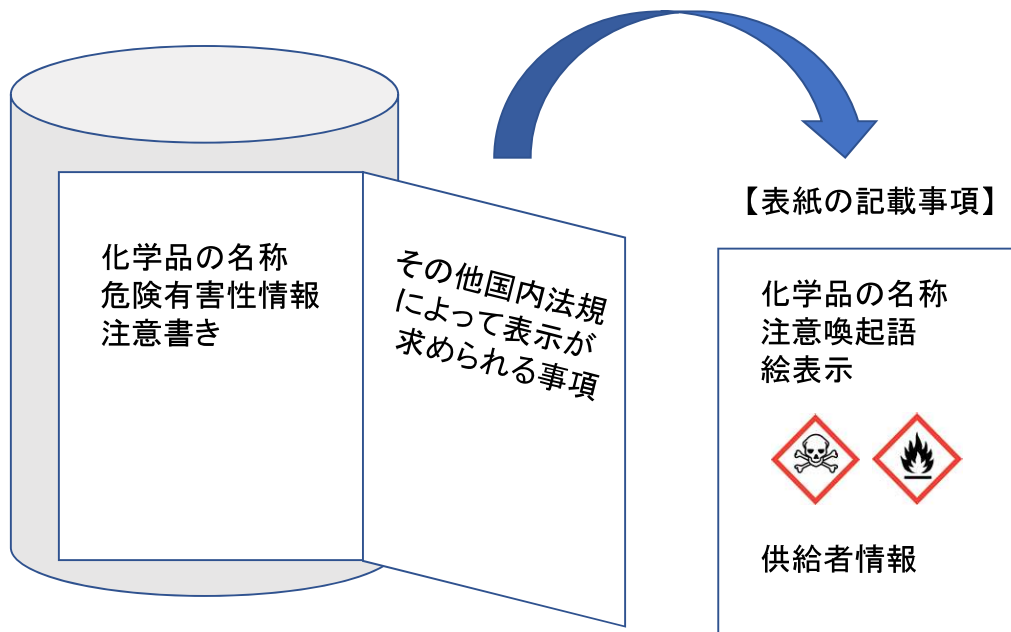 化学品の名称
危険有害性情報
注意書き
その他国内法規
によって表示が
求められる事項
【表紙の記載事項】
化学品の名称
注意喚起語
絵表示
供給者情報